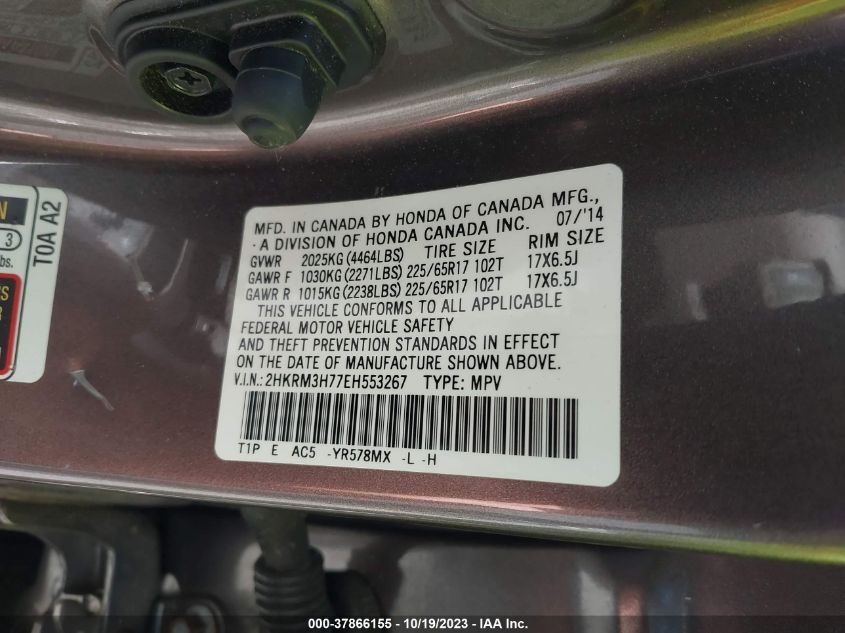 N
3
TOA A2
bs.
S
R
MFD. IN CANADA BY HONDA OF CANADA MFG.,
·A DIVISION OF HONDA CANADA INC. 07/'14
GVWR 2025KG(4464LBS) TIRE SIZE RIM SIZE
GAWR F 1030KG(2271LBS) 225/65R17 102T 17X6.5J
GAWR R 1015KG(2238LBS) 225/65R17 102T 17X6.5J
THIS VEHICLE CONFORMS TO ALL APPLICABLE
FEDERAL MOTOR VEHICLE SAFETY
AND THEFT PREVENTION STANDARDS IN EFFECT
ON THE DATE OF MANUFACTURE SHOWN ABOVE.
V.I.N.:2HKRM3H77EH553267 TYPE: MPV
T1P E AC5 -YR578MX -L -H
000-37866155 - 10/19/2023 - IAA Inc.